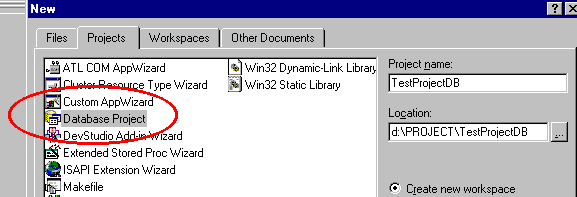 New
Files Projects Workspaces Other Documents
ATL COM AppWizard
Cluster Resource Type Wizard
Custom AppWizard
Database Project
DevStudio Add-in Wizard
Extended Stored Proc Wizard
ISAPI Extension Wizard
Makefile
Win32 Dynamic-Link Library
Win32 Static Library
Project name:
TestProjectDB
Location:
d:\PROJECT\TestProjectDB
...
Create new workspace